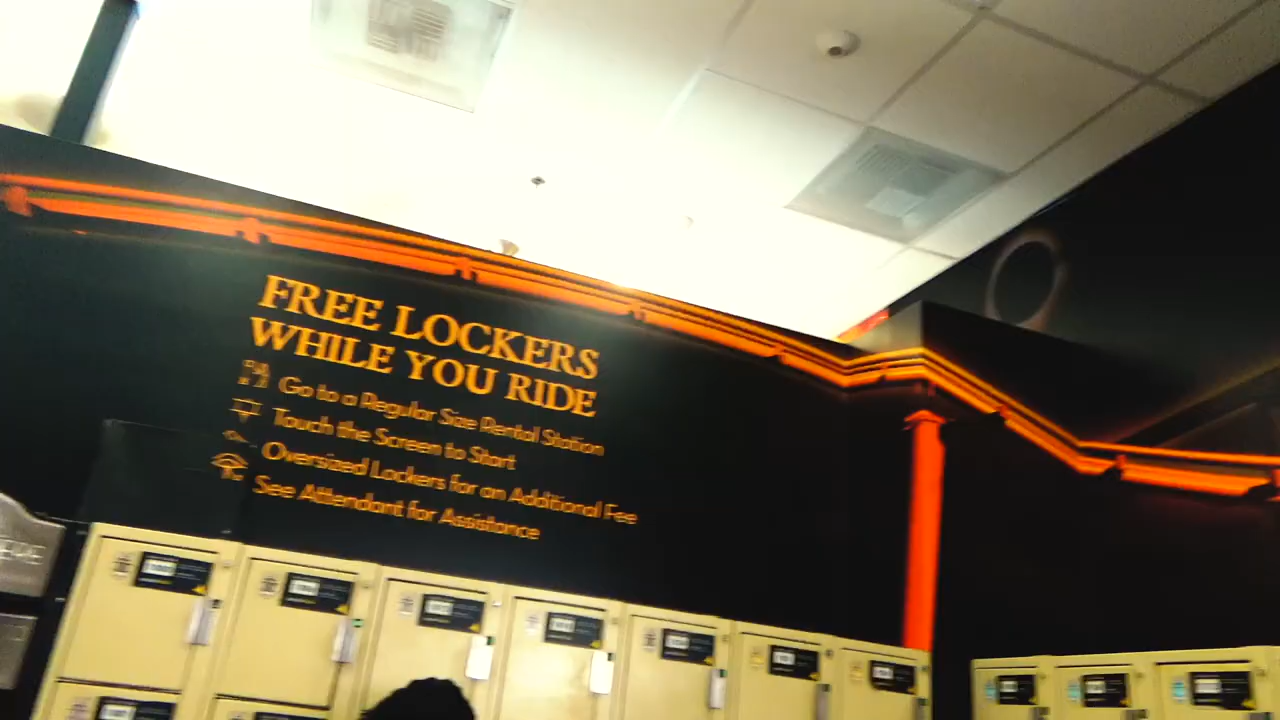 FREE LOCKERS
WHILE YOU RIDE
Go to a Regular Size Rental Station
Touch the Screen to Start
Oversized Lockers for an Additional Fee
See Attendant for Assistance